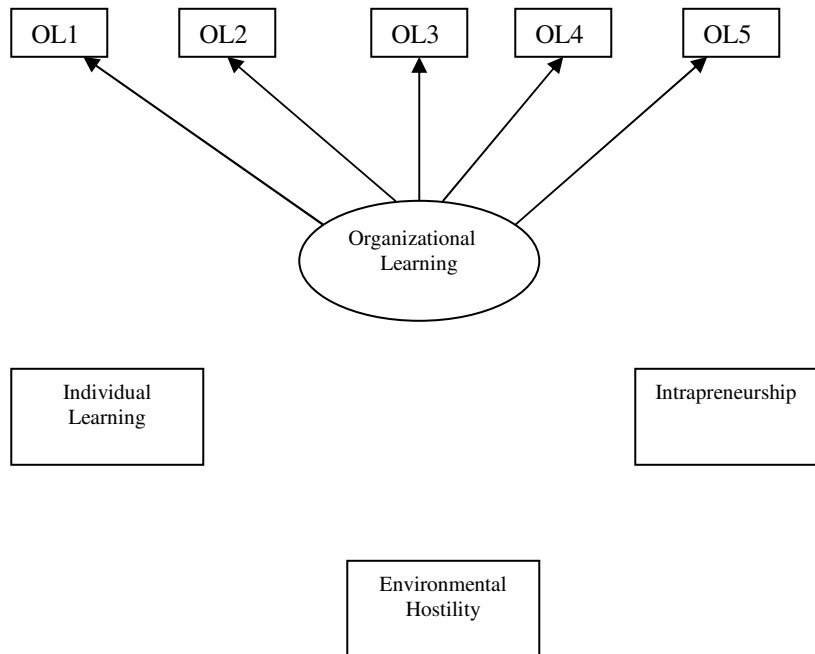 OL1 OL2 OL3 OL4 OL5
Organizational
Learning
Individual
Learning
Intrapreneurship
Environmental
Hostility